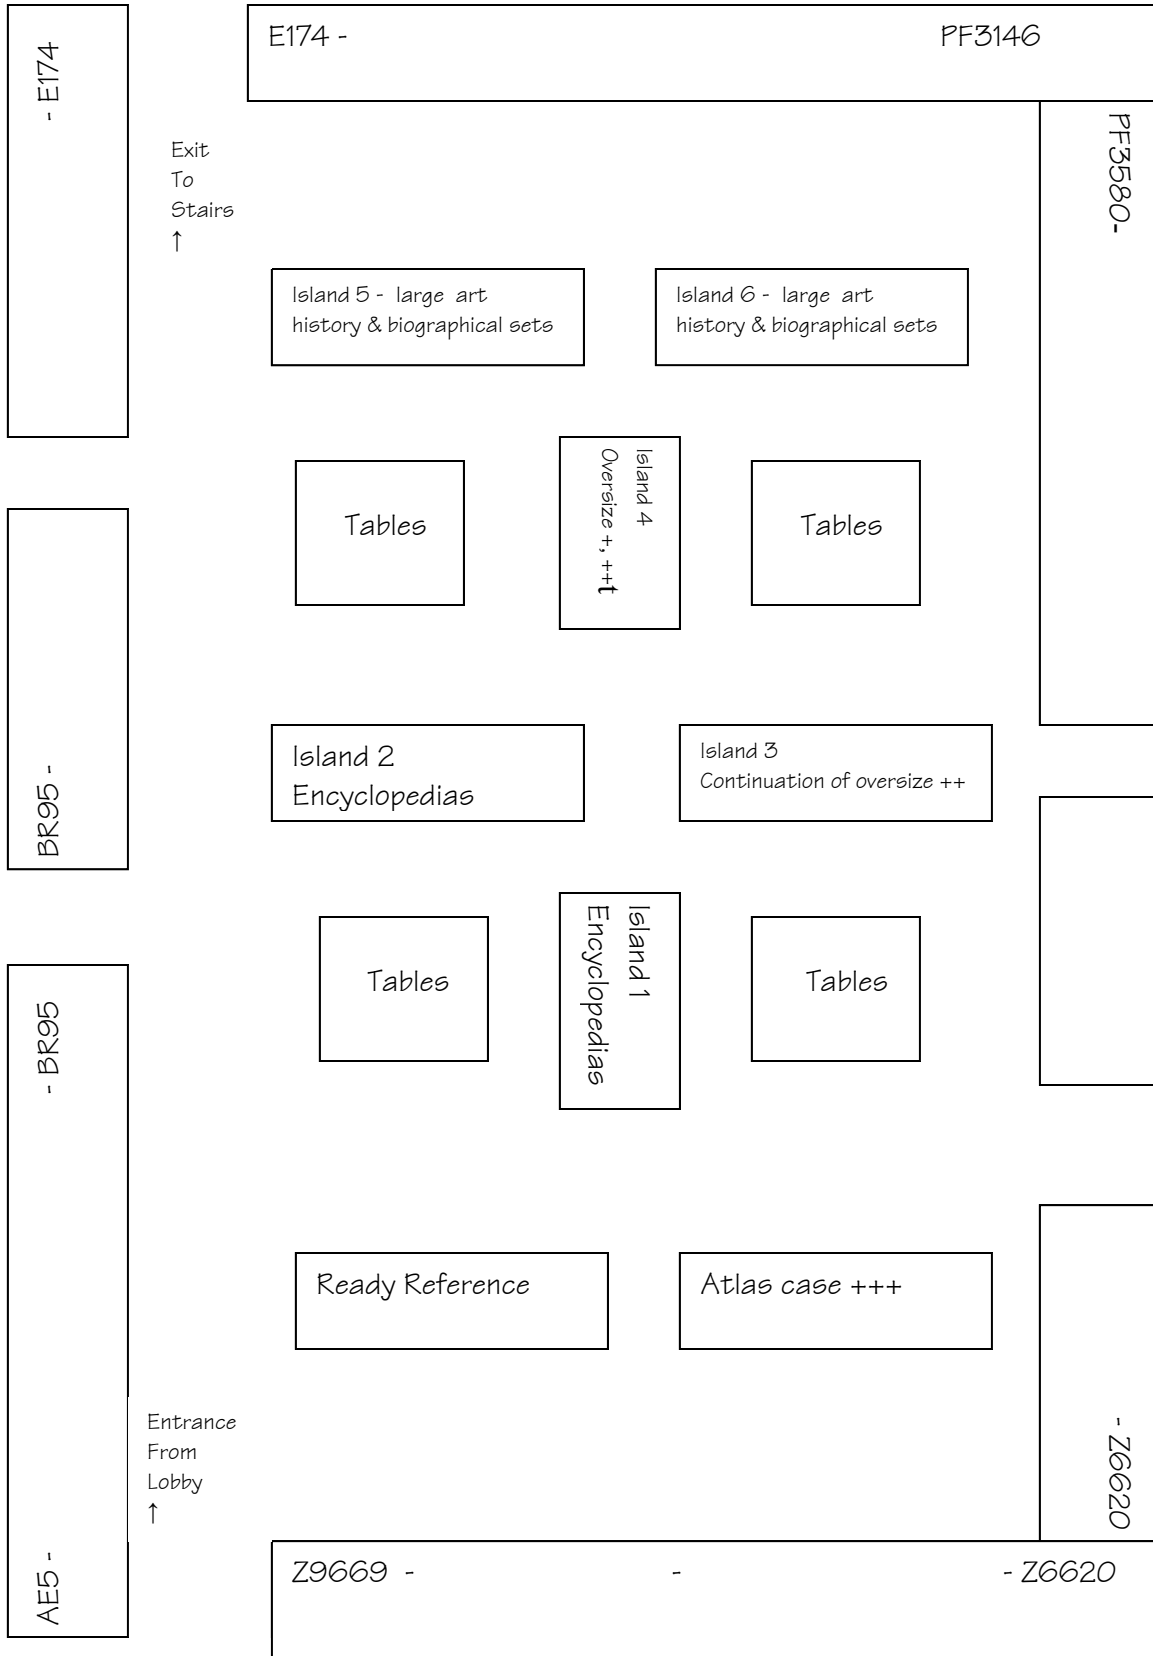 E174 -
PF3146
- E174
PF3580-
Exit
To
Stairs
↑
Island 5 - large art
history & biographical sets
Island 6 - large art
history & biographical sets
Tables
Island 4
Oversize +, ++t
Tables
BR95 -
Island 2
Encyclopedias
Island 3
Continuation of oversize ++
- BR95
Tables
Island 1
Encyclopedias
Tables
Ready Reference
Atlas case +++
Entrance
From
Lobby
↑
- Z6620
AE5 -
Z9669 - - - Z6620